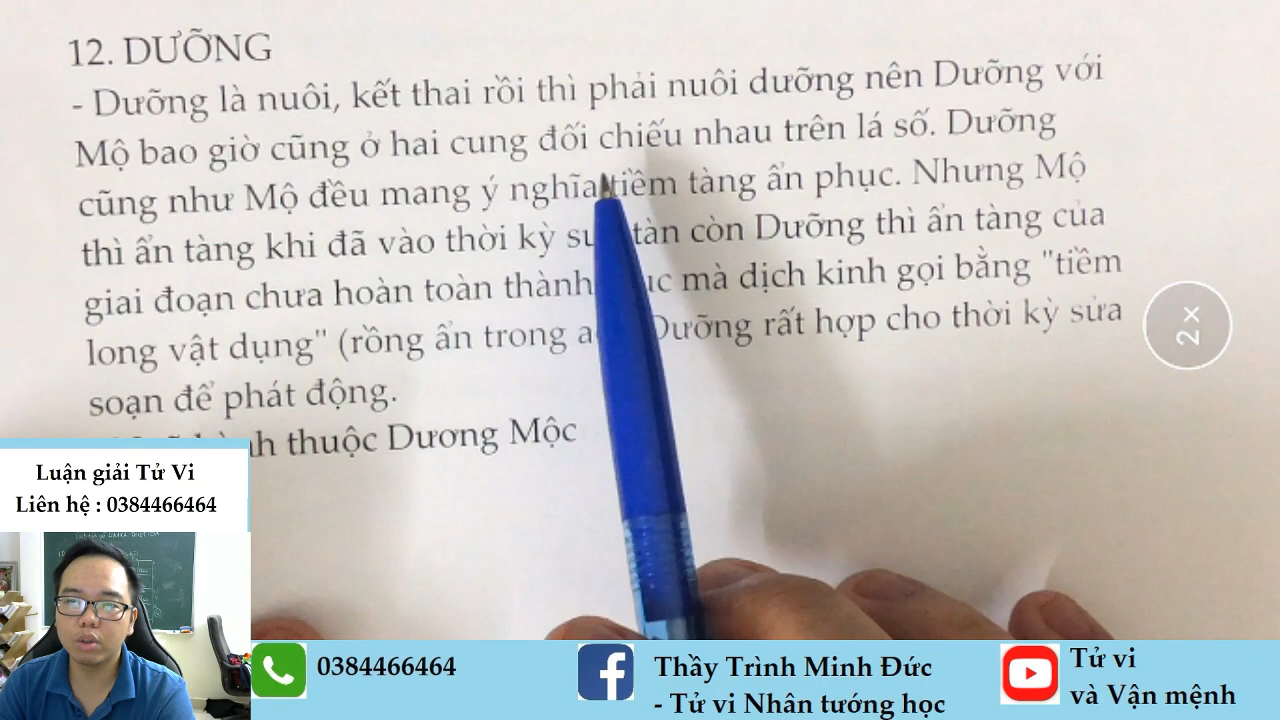 12. DƯỠNG
- Dưỡng là nuôi, kết thai rồi thì phải nuôi dưỡng nên Dưỡng với
Mộ bao giờ cũng ở hai cung đối chiếu nhau trên lá số. Dưỡng
cũng như Mộ đều mang ý nghĩa tiềm tàng ẩn phục. Nhưng Mộ
thì ẩn tàng khi đã vào thời kỳ tàn còn Dưỡng thì ẩn tàng của
giai đoạn chưa hoàn toàn thành mà dịch kinh gọi bằng "tiềm
long vật dụng" (rồng ẩn trong Dưỡng rất hợp cho thời kỳ sửa
soạn để phát động.
thuộc Dương Mộc
2×
Luận giải Tử Vi
Liên hệ : 0384466464
0384466464
Thầy Trình Minh Đức
- Tử vi Nhân tướng học
Tử vi
và Vận mệnh